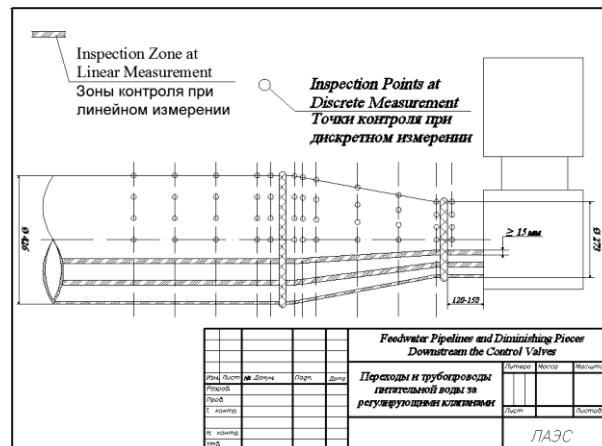 Inspection Zone at
Linear Measurement
Зоны контроля при
линейном измерении
Inspection Points at
Discrete Measurement
Точки контроля при
дискретном измерении
Ø 426
≥ 15 мм
Ø 273
120-150
Feedwater Pipelines and Diminishing Pieces
Downstream the Control Valves
Изм. Лист № Докум. Подп. Дата
Разраб.
Пров.
Т. контр.
Н. контр.
Утв.
Переходы и трубопроводы
питательной воды за
регулирующими клапанами
Литера Масса Масштаб
Лист Листов
ЛАЭС